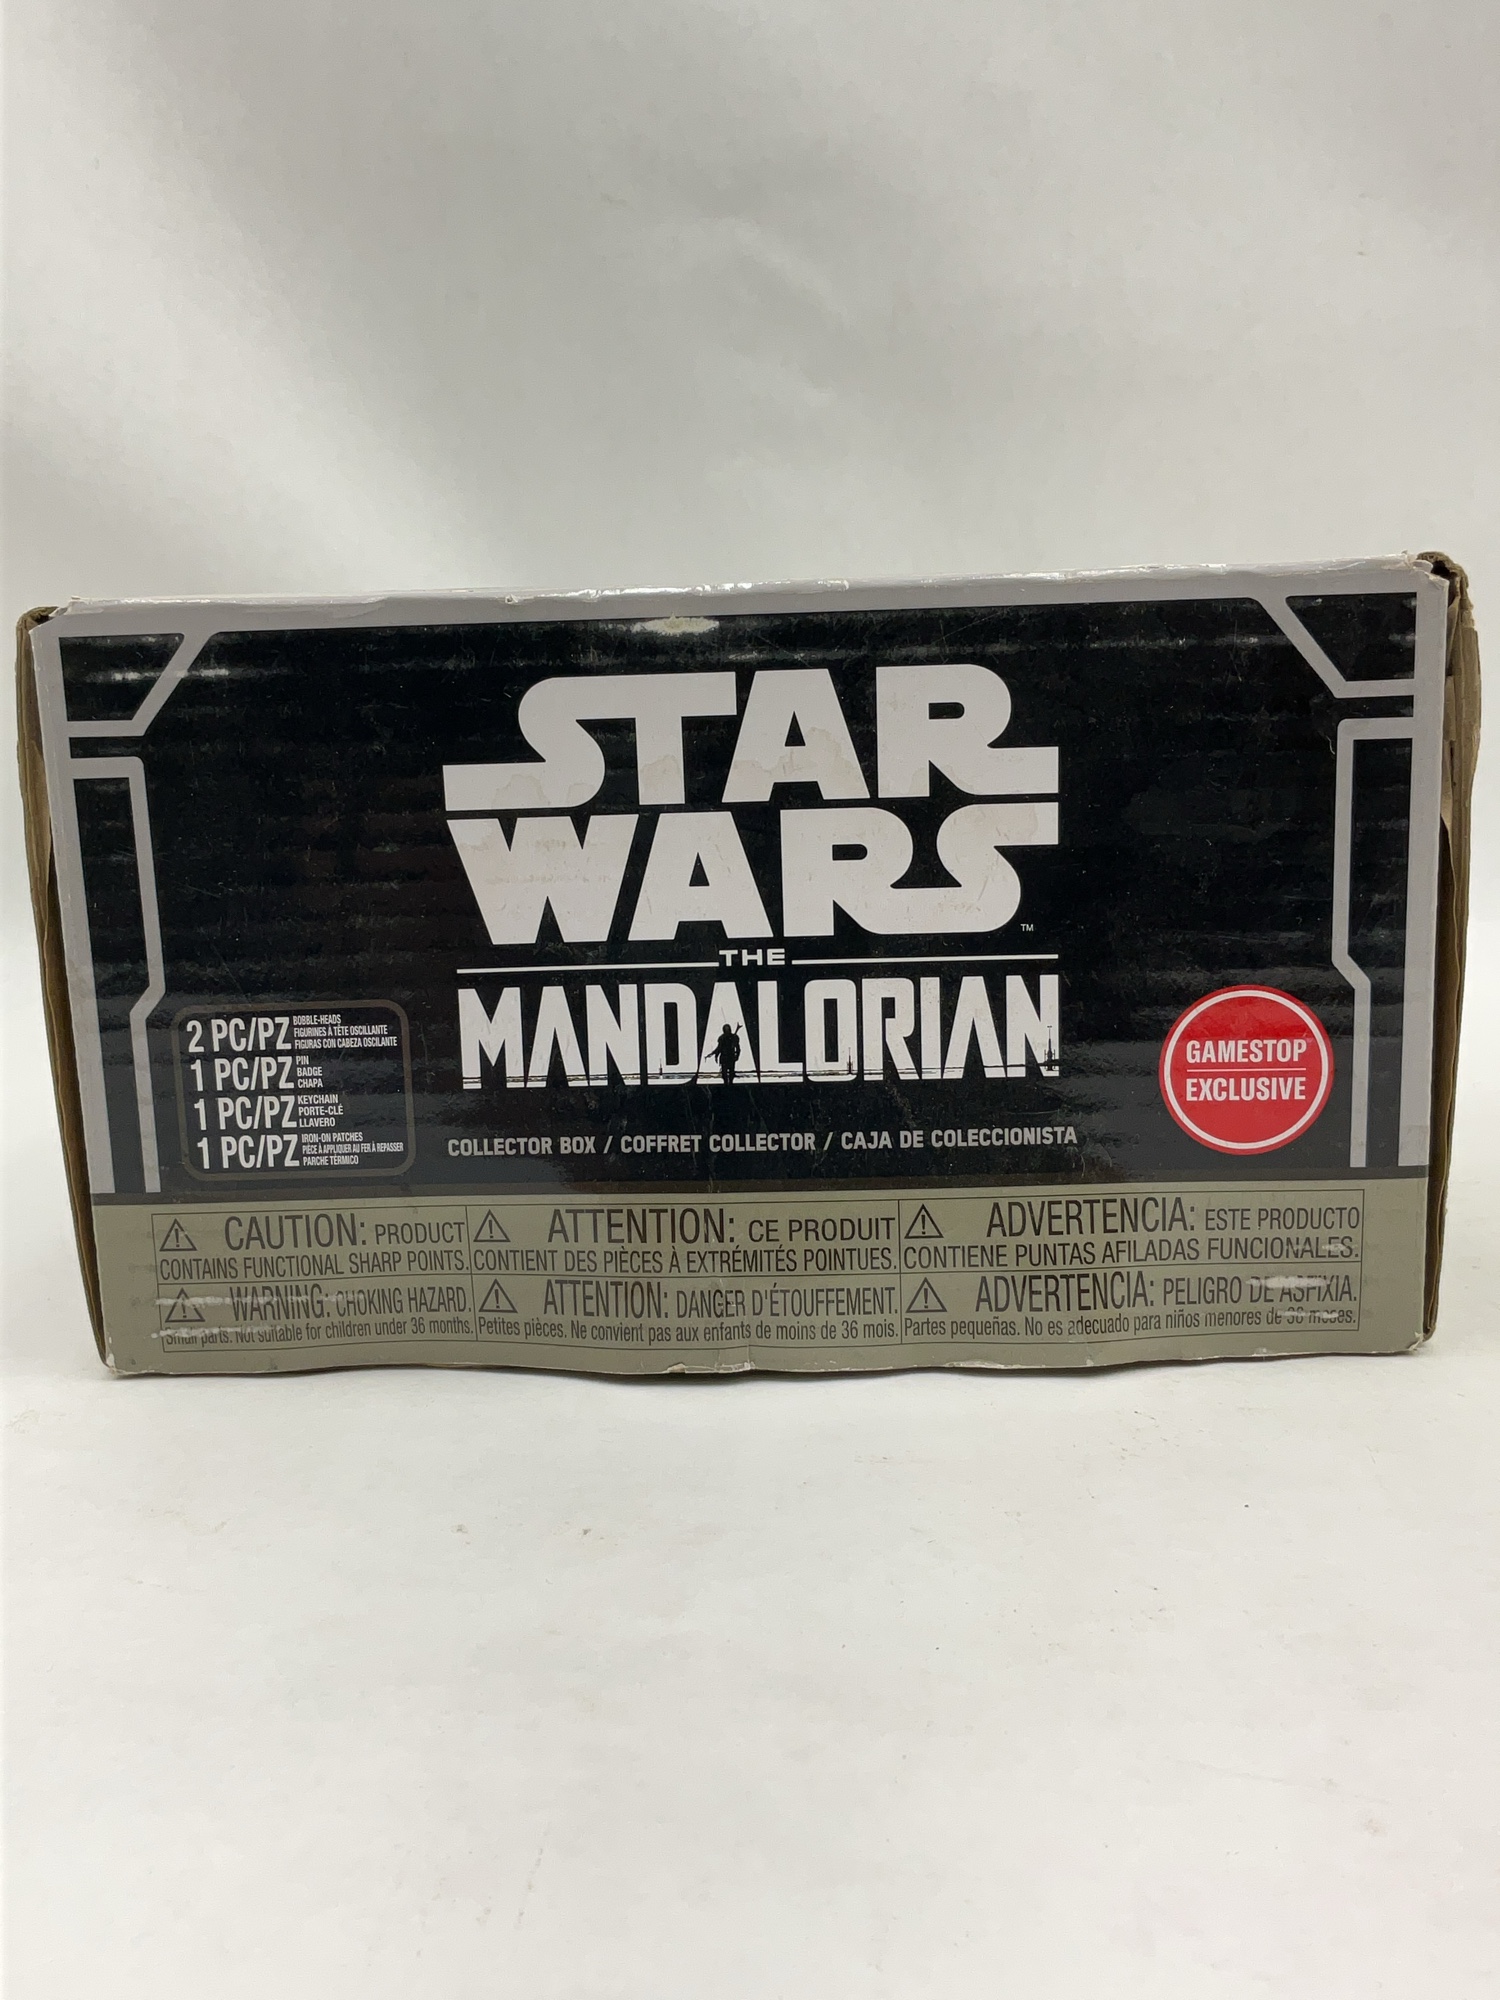 STAR
WARS
™
THE
MANDALORIAN
COLLECTOR BOX / COFFRET COLLECTOR / CAJA DE COLECCIONISTA
2 PC/PZ BOBBLE-HEADS
FIGURINES À TÊTE OSCILLANTE
FIGURAS CON CABEZA OSCILANTE
1 PC/PZ PIN
BADGE
CHAPA
1 PC/PZ KEYCHAIN
PORTE-CLÉ
LLAVERO
1 PC/PZ IRON-ON PATCHES
PIÈCE À APPLIQUER AU FER À REPASSER
PARCHE TÉRMICO
GAMESTOP
EXCLUSIVE
CAUTION: PRODUCT
CONTAINS FUNCTIONAL SHARP POINTS.
ATTENTION: CE PRODUIT
CONTIENT DES PIÈCES À EXTRÉMITÉS POINTUES.
ADVERTENCIA: ESTE PRODUCTO
CONTIENE PUNTAS AFILADAS FUNCIONALES.
WARNING: CHOKING HAZARD.
Small parts. Not suitable for children under 36 months.
ATTENTION: DANGER D'ÉTOUFFEMENT.
Petites pièces. Ne convient pas aux enfants de moins de 36 mois.
ADVERTENCIA: PELIGRO DE ASFIXIA.
Partes pequeñas. No es adecuado para niños menores de 36 meses.